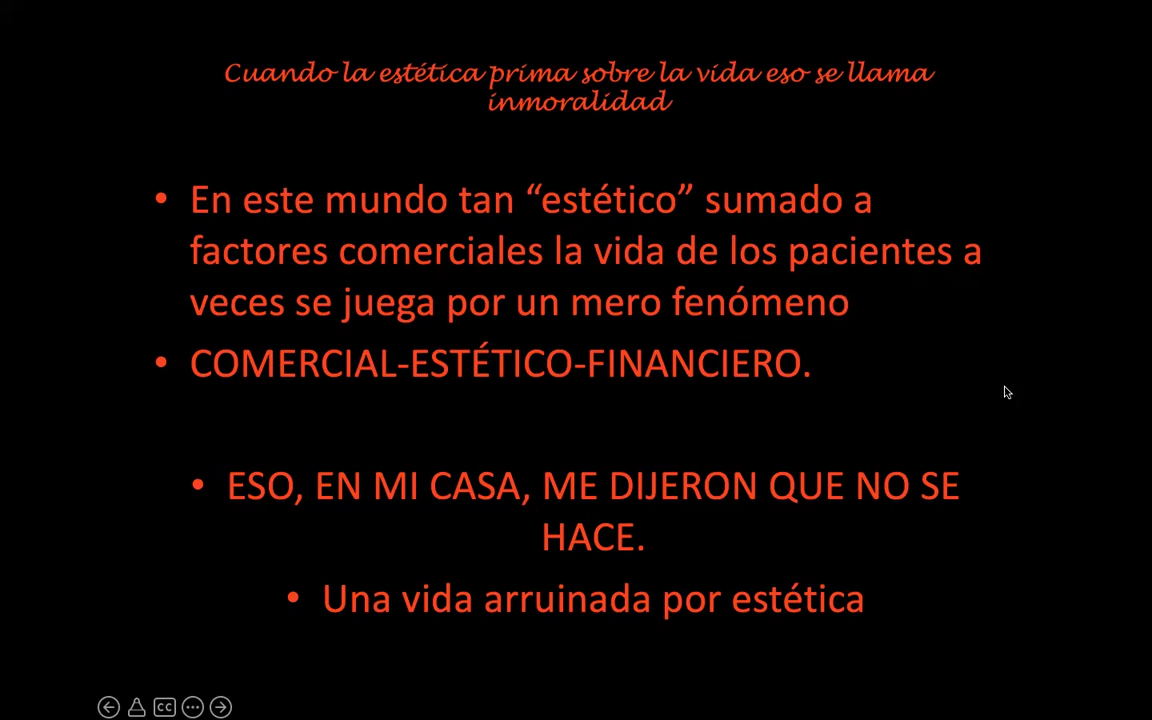 Cuando la estética prima sobre la vida eso se llama
inmoralidad
• En este mundo tan “estético” sumado a
factores comerciales la vida de los pacientes a
veces se juega por un mero fenómeno
• COMERCIAL-ESTÉTICO-FINANCIERO.
• ESO, EN MI CASA, ME DIJERON QUE NO SE
HACE.
• Una vida arruinada por estética
CC